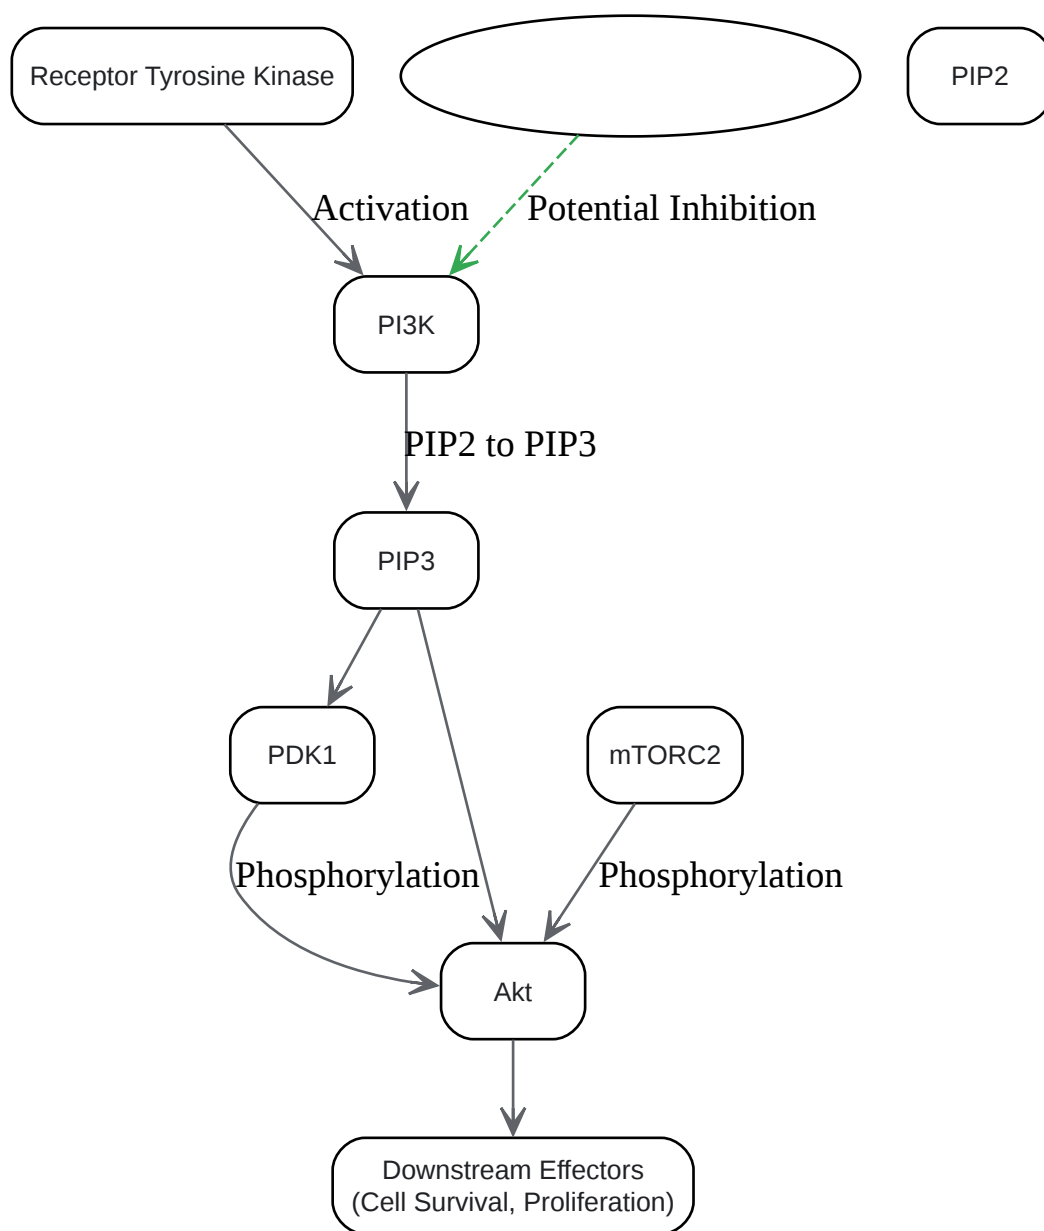 Receptor Tyrosine Kinase
PIP2
Activation
Potential Inhibition
PI3K
PIP2 to PIP3
PIP3
PDK1
mTORC2
Phosphorylation
Phosphorylation
Akt
Downstream Effectors
(Cell Survival, Proliferation)